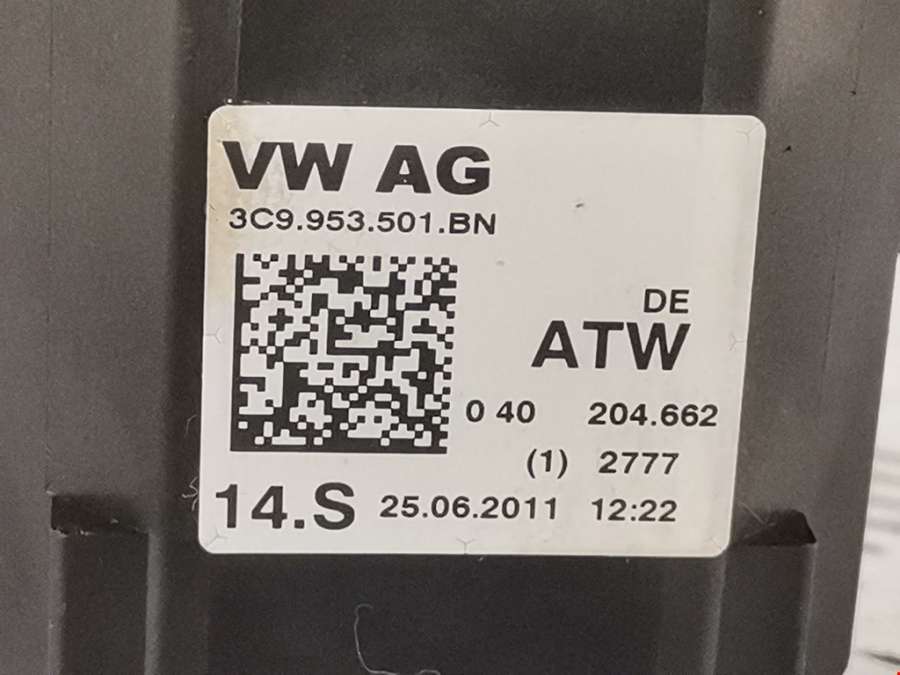 VW AG
3C9.953.501.BN
DE
ATW
0 40 204.662
(1) 2777
14.S 25.06.2011 12:22